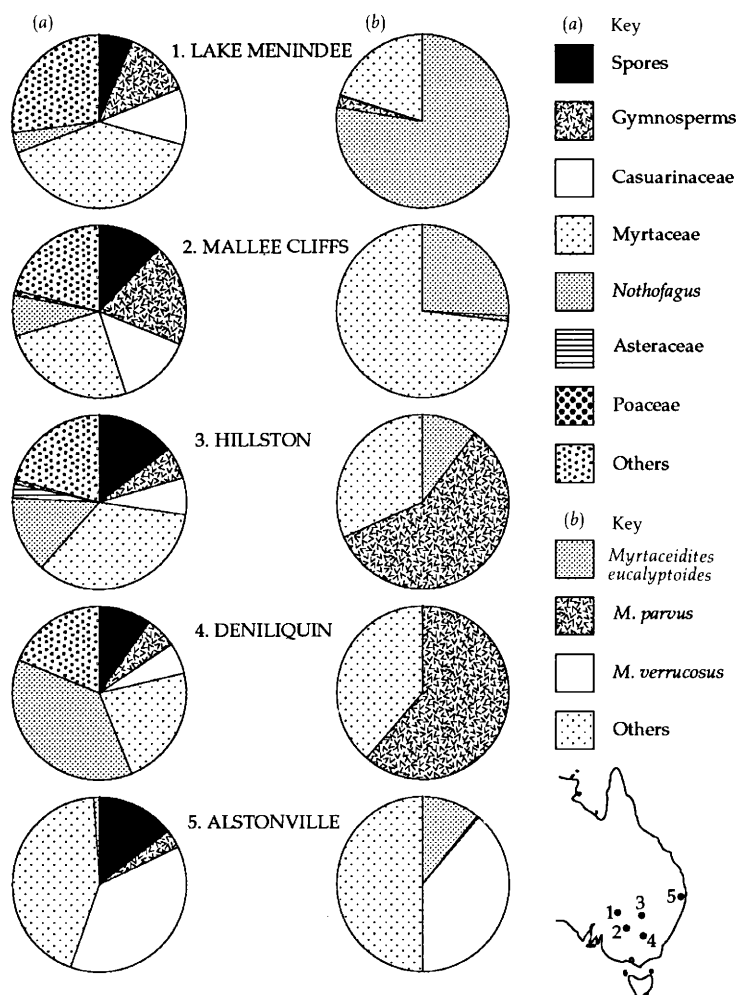 (a)
(b)
1. LAKE MENINDEE
2. MALLEE CLIFFS
3. HILLSTON
4. DENILIQUIN
5. ALSTONVILLE
(a) Key
Spores
Gymnosperms
Casuarinaceae
Myrtaceae
Nothofagus
Asteraceae
Poaceae
Others
(b) Key
Myrtaceidites
eucalyptoides
M. parvus
M. verrucosus
Others
5
1
3
2
4